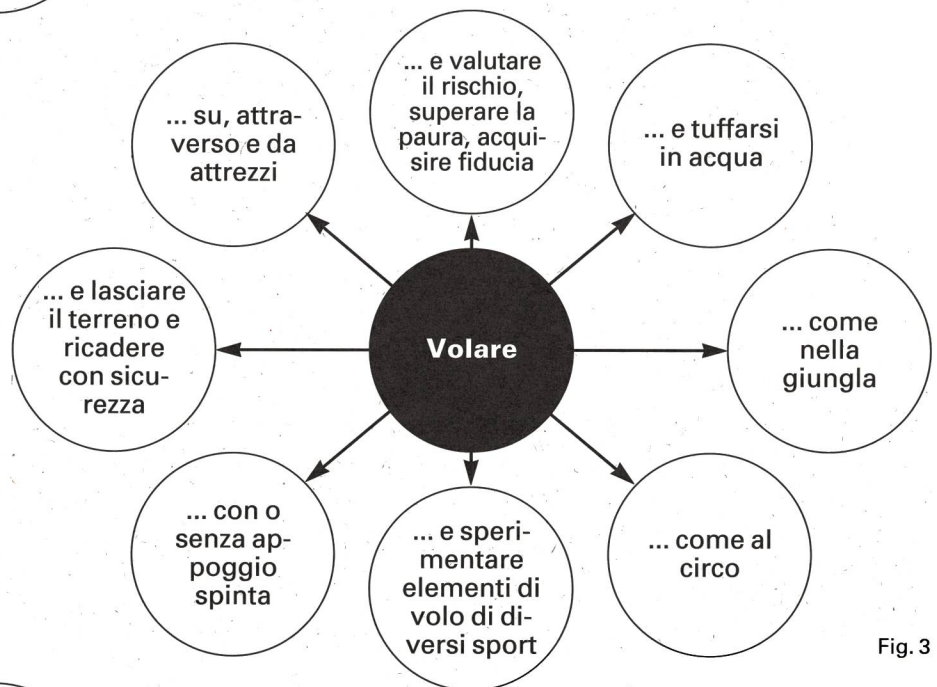 ... e valutare
il rischio,
superare la
paura, acqui-
sire fiducia
... su, attra-
verso e da
attrezzi
... e tuffarsi
in acqua
... e lasciare
il terreno e
ricadere
con sicu-
rezza
Volare
... come
nella
giungla
... con o
senza ap-
poggio
spinta
... e speri-
mentare
elementi di
volo di di-
versi sport
... come al
circo
Fig. 3